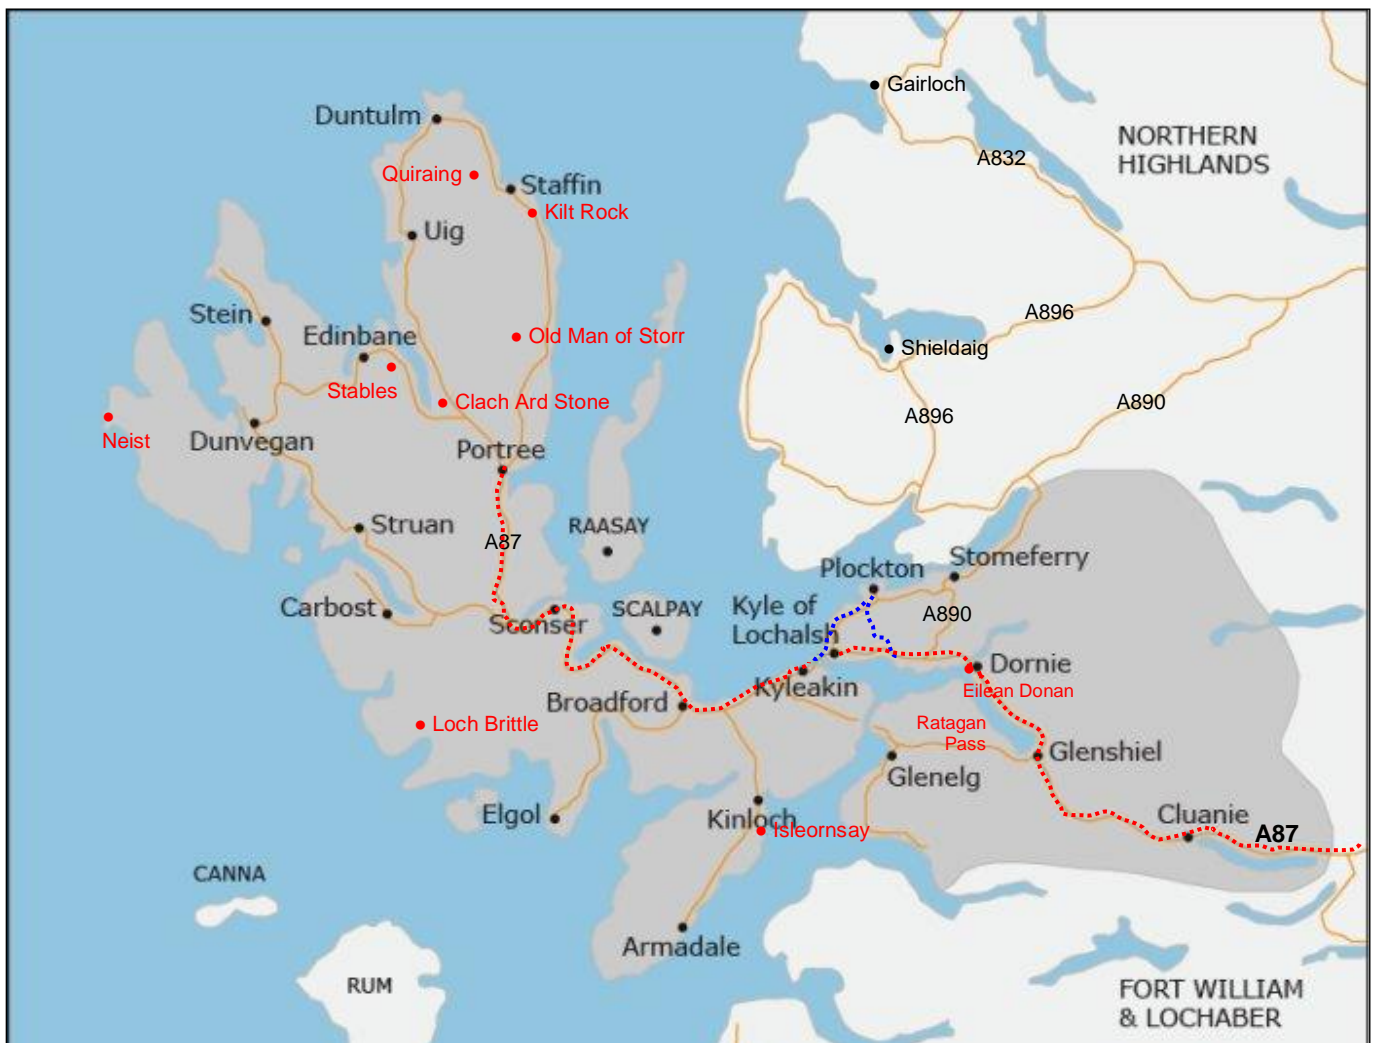 Gairloch
Duntulm
NORTHERN
HIGHLANDS
A832
Quiraing
Staffin
Kilt Rock
Uig
Stein
A896
Edinbane
Old Man of Storr
Shieldaig
Stables
Clach Ard Stone
A890
A896
Neist
Dunvegan
Portree
Struan
RAASAY
A87
Stomeferry
Plockton
Carbost
SCALPAY
Kyle of
Lochalsh
A890
Sconser
Dornie
Kyleakin
Eilean Donan
Broadford
Loch Brittle
Ratagan
Pass
Glenshiel
Glenelg
Elgol
Kinloch
Isleornsay
Cluanie
A87
CANNA
Armadale
RUM
FORT WILLIAM
& LOCHABER